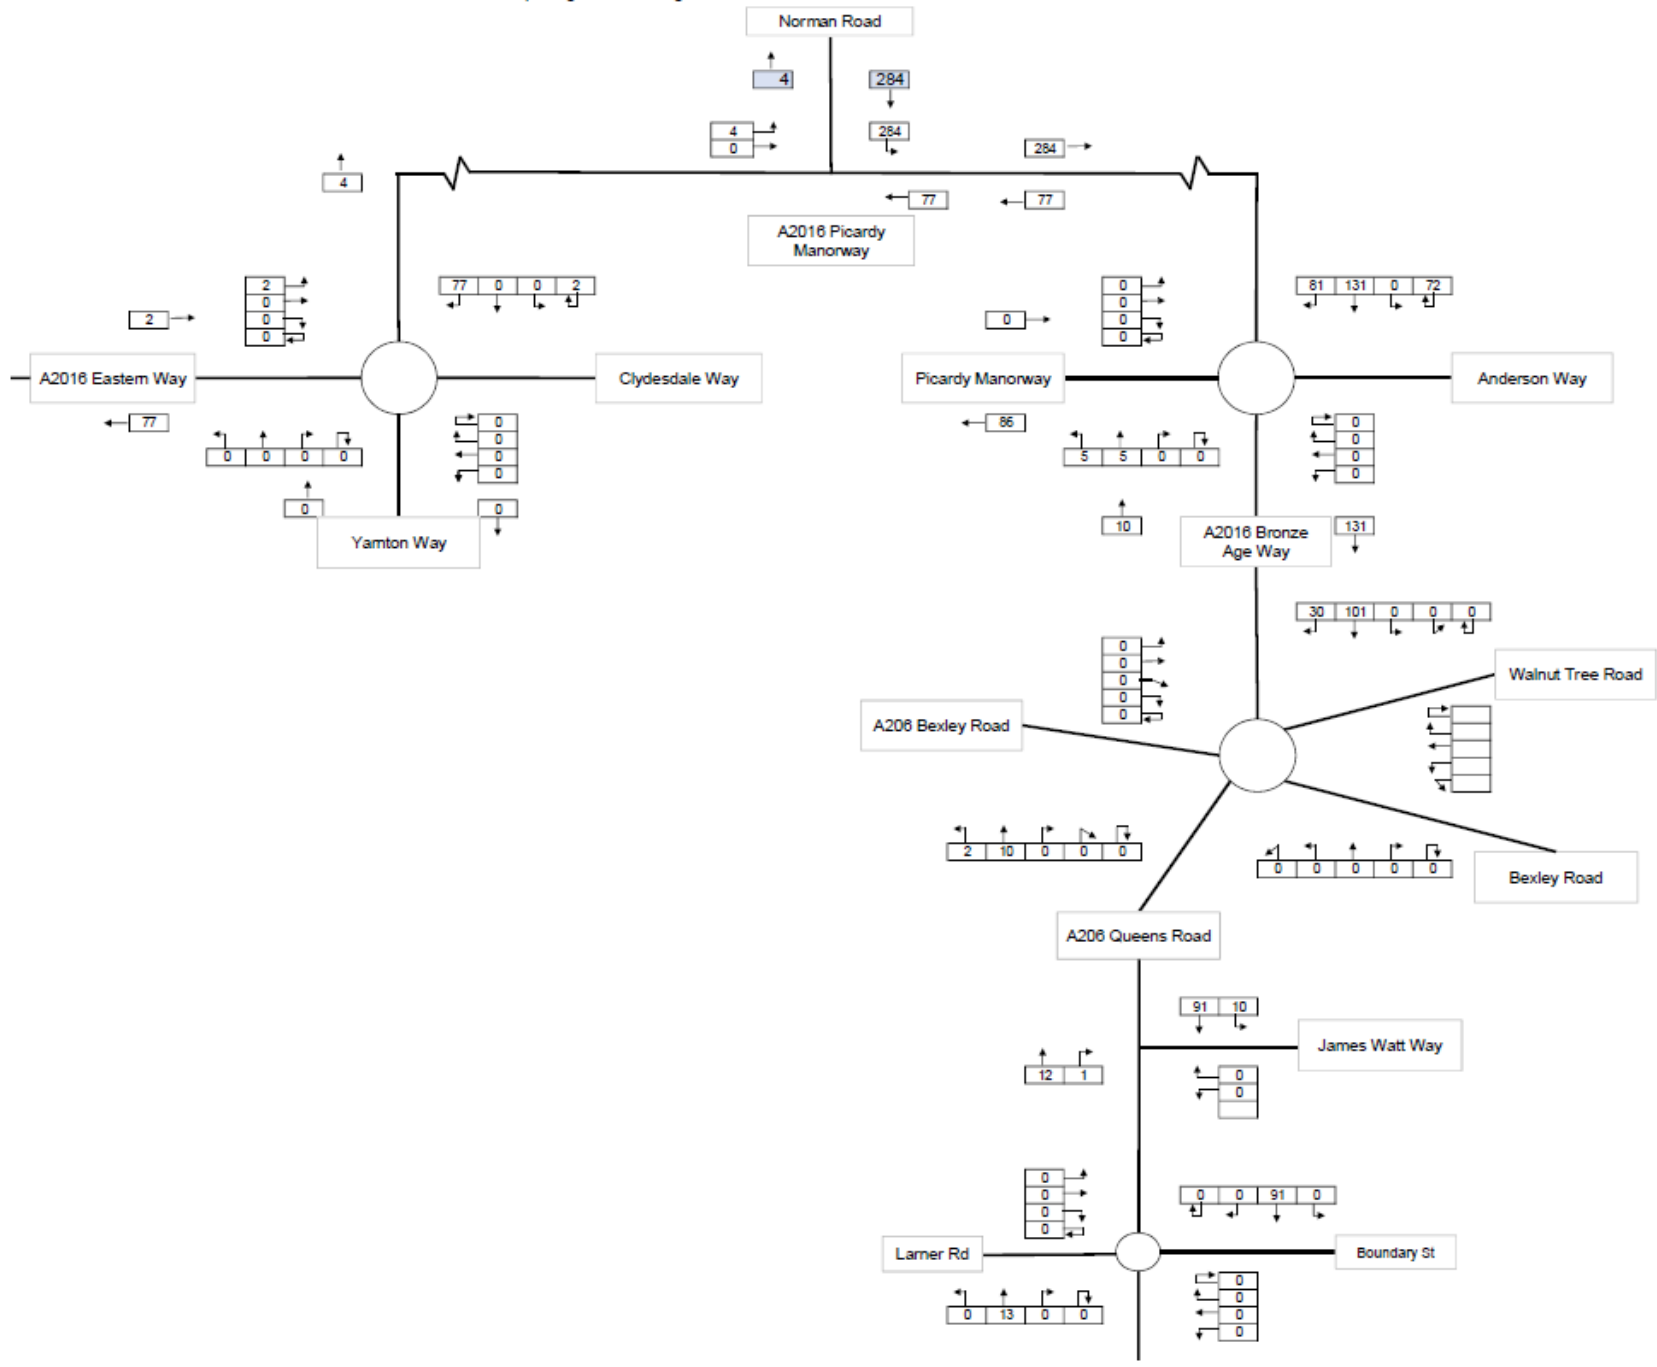 Norman Road
4
284
4
0
284
284
4
77
77
A2016 Picardy
Manorway
2
0
0
0
77 0 0 2
0
0
0
0
81 131 0 72
2
0
A2016 Eastern Way
Clydesdale Way
Picardy Manorway
Anderson Way
77
0 0 0 0
0
0
0
0
86
5 5 0 0
0
0
0
0
0
0
Yarnton Way
10
A2016 Bronze
Age Way
131
30 101 0 0 0
0
0
0
0
0
Walnut Tree Road
A206 Bexley Road
2 10 0 0 0
0 0 0 0 0
Bexley Road
A206 Queens Road
91 10
James Watt Way
12 1
0
0
0
0
0
0
0 0 91 0
Larner Rd
Boundary St
0 13 0 0
0
0
0
0